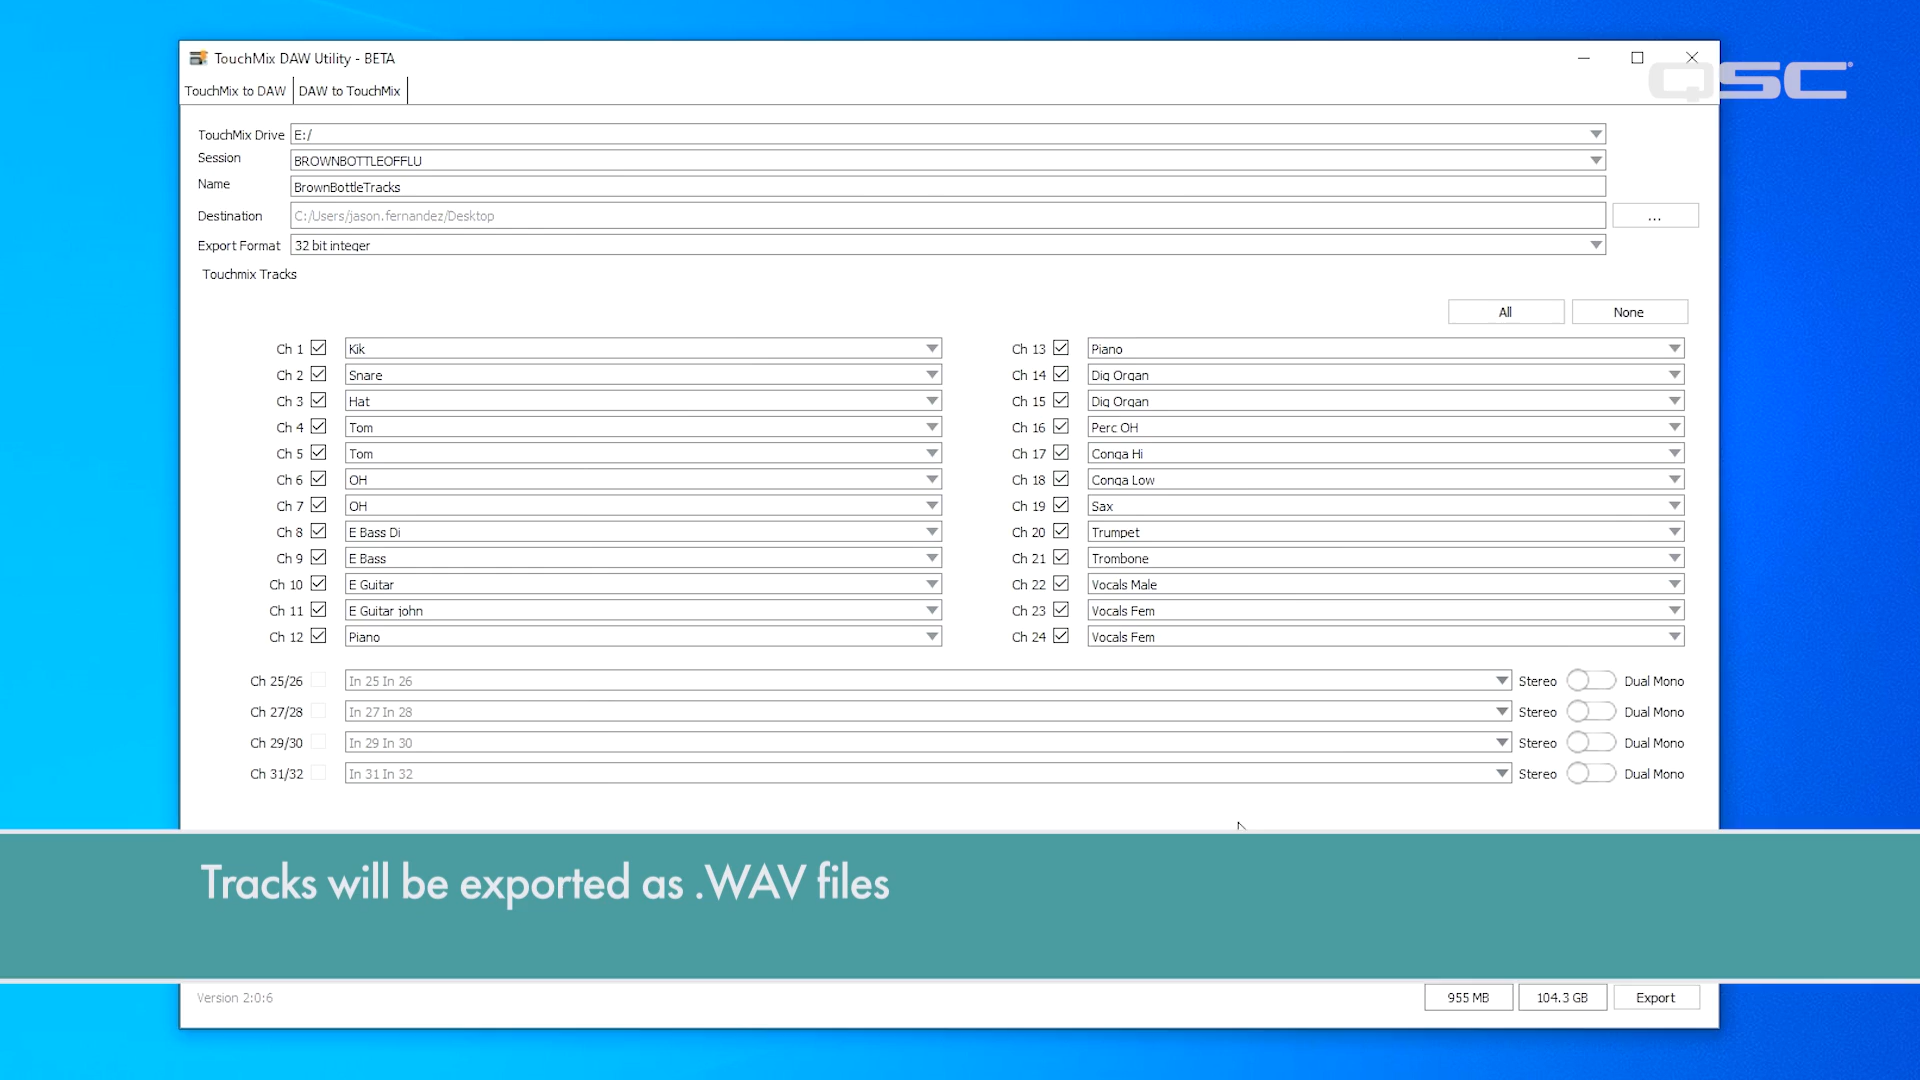 TouchMix DAW Utility - BETA
QSC
TouchMix to DAW DAW to TouchMix
TouchMix Drive E:/
Session BROWNBOTTLEOFFLU
Name BrownBottleTracks
Destination C:/Users/jason.fernandez/Desktop ...
Export Format 32 bit integer
Touchmix Tracks
All None
Ch 1 Kik Ch 13 Piano
Ch 2 Snare Ch 14 Dig Organ
Ch 3 Hat Ch 15 Dig Organ
Ch 4 Tom Ch 16 Perc OH
Ch 5 Tom Ch 17 Conga Hi
Ch 6 OH Ch 18 Conga Low
Ch 7 OH Ch 19 Sax
Ch 8 E Bass Di Ch 20 Trumpet
Ch 9 E Bass Ch 21 Trombone
Ch 10 E Guitar Ch 22 Vocals Male
Ch 11 E Guitar john Ch 23 Vocals Fem
Ch 12 Piano Ch 24 Vocals Fem
Ch 25/26 In 25 In 26 Stereo Dual Mono
Ch 27/28 In 27 In 28 Stereo Dual Mono
Ch 29/30 In 29 In 30 Stereo Dual Mono
Ch 31/32 In 31 In 32 Stereo Dual Mono
Tracks will be exported as .WAV files
Version 2:0:6 955 MB 104.3 GB Export